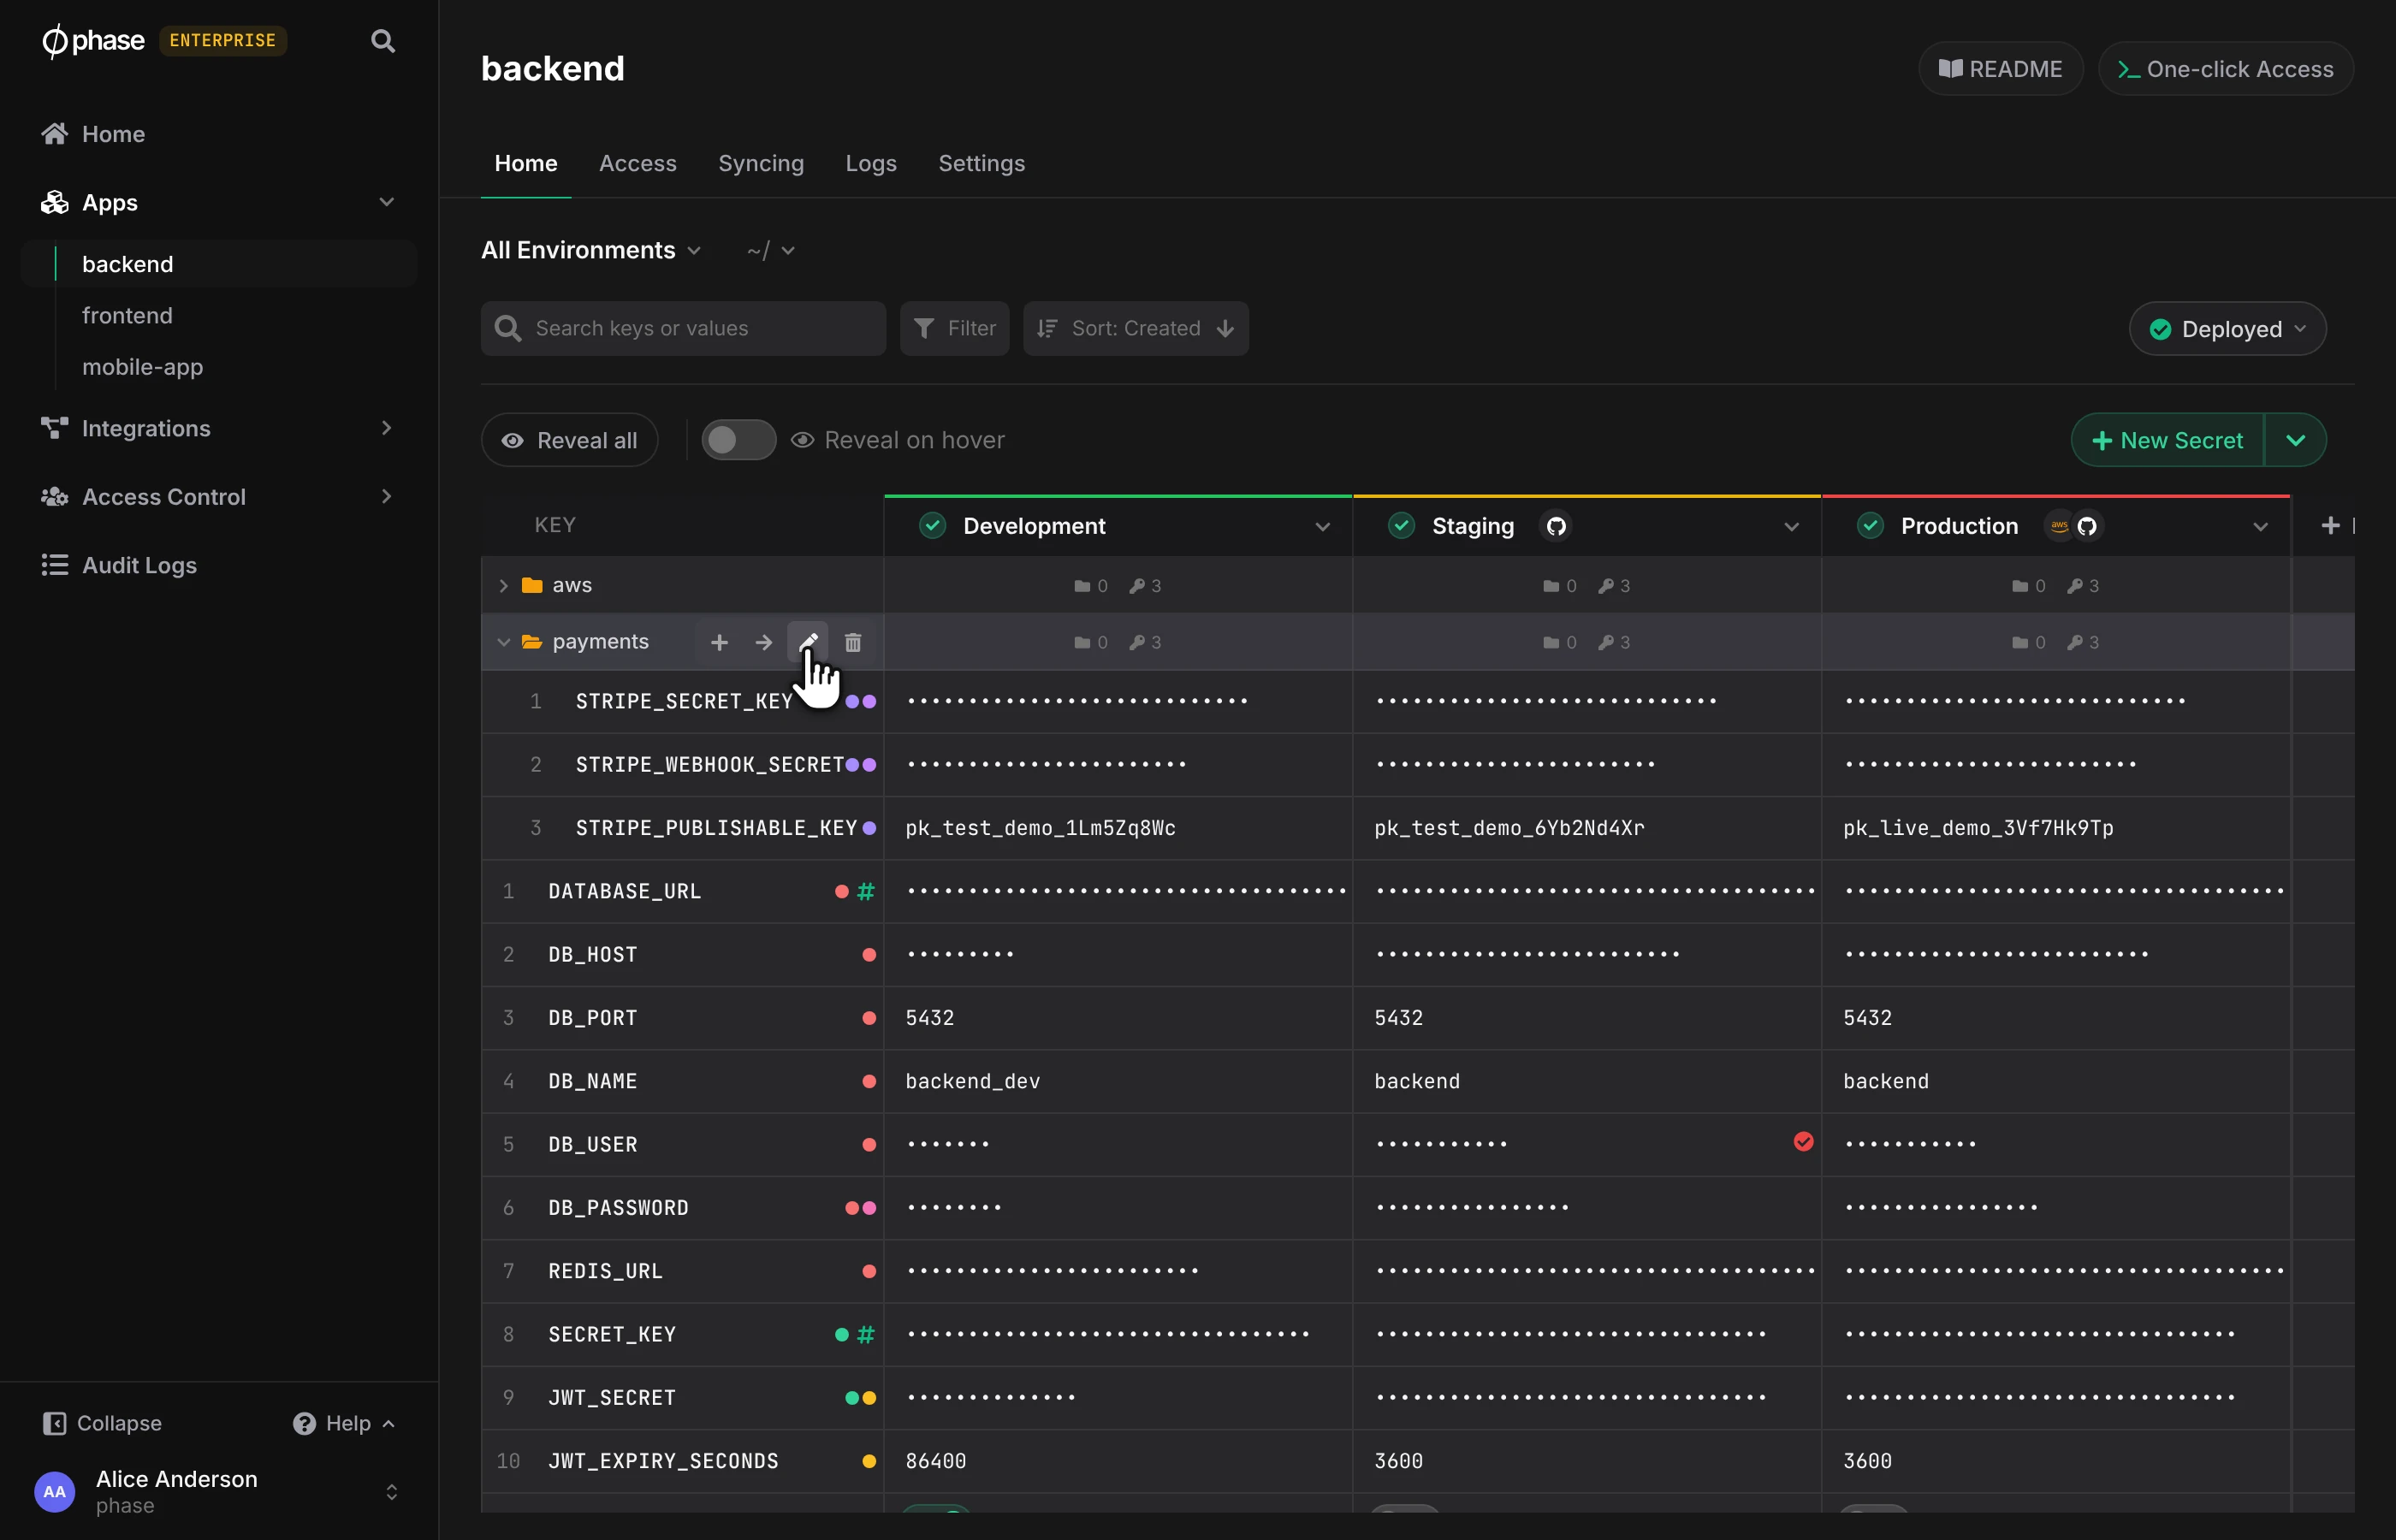 phase ENTERPRISE
Home
Apps
backend
frontend
mobile-app
Integrations
Access Control
Audit Logs
Collapse Help
AA Alice Anderson
phase
backend
README One-click Access
Home Access Syncing Logs Settings
All Environments ~/
Search keys or values Filter Sort: Created Deployed
Reveal all Reveal on hover New Secret
KEY Development Staging Production aws
aws 0 3 0 3 0 3
payments 0 3 0 3 0 3
1 STRIPE_SECRET_KEY
2 STRIPE_WEBHOOK_SECRET
3 STRIPE_PUBLISHABLE_KEY pk_test_demo_1Lm5Zq8Wc pk_test_demo_6Yb2Nd4Xr pk_live_demo_3Vf7Hk9Tp
1 DATABASE_URL #
2 DB_HOST
3 DB_PORT 5432 5432 5432
4 DB_NAME backend_dev backend backend
5 DB_USER
6 DB_PASSWORD
7 REDIS_URL
8 SECRET_KEY #
9 JWT_SECRET
10 JWT_EXPIRY_SECONDS 86400 3600 3600